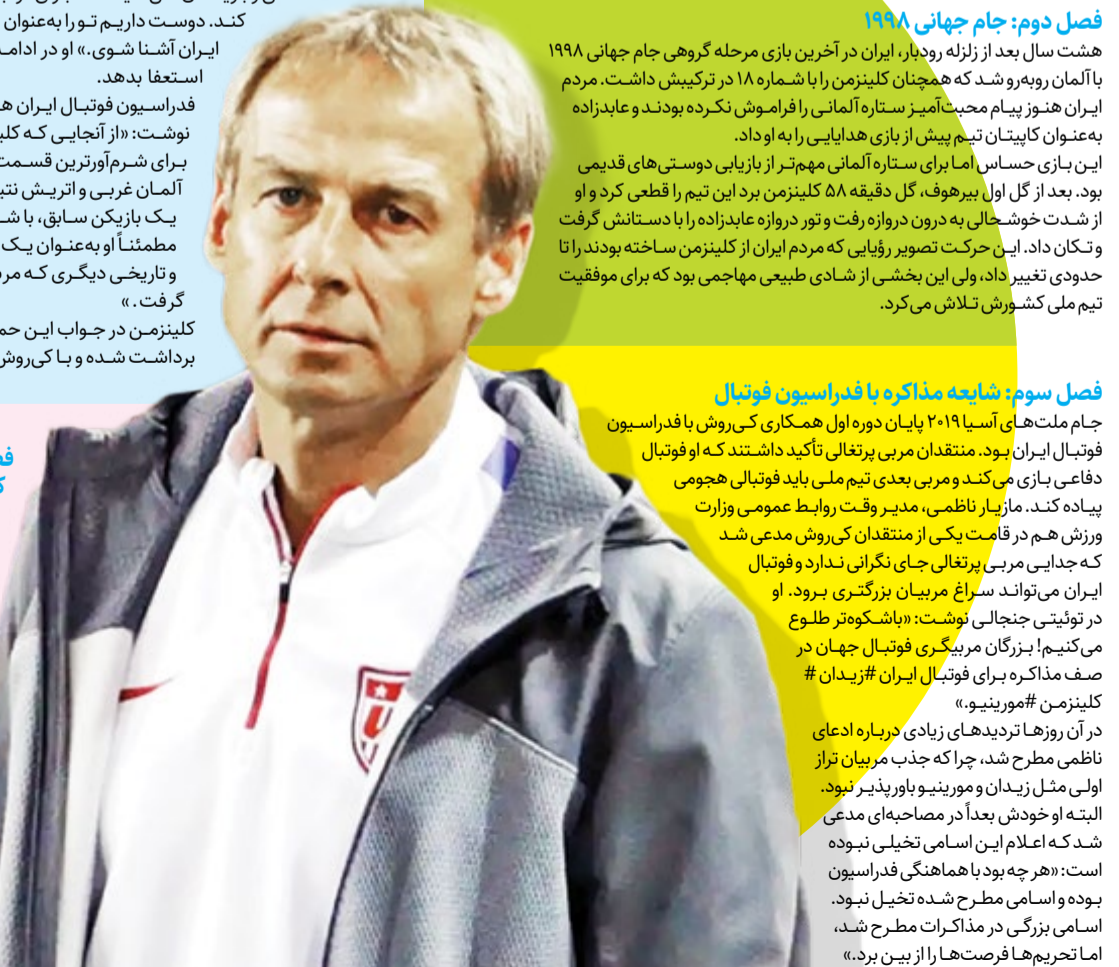 فصل دوم: جام جهانی ۱۹۹۸
هشت سال بعد از زلزله رودبار، ایران در آخرین بازی مرحله گروهی جام جهانی ۱۹۹۸
با آلمان روبه‌رو شد که همچنان کلینزمن را با شماره ۱۸ در ترکیبش داشت. مردم
ایران هنوز پیام محبت‌آمیز ستاره آلمانی را فراموش نکرده بودند و عابدزاده
به‌عنوان کاپیتان تیم پیش از بازی هدایایی را به او داد.
این بازی حساس اما برای ستاره آلمانی مهم‌تر از بازیابی دوستی‌های قدیمی
بود. بعد از گل اول بیرهوف، گل دقیقه ۵۸ کلینزمن برد این تیم را قطعی کرد و او
از شدت خوشحالی به درون دروازه رفت و تور دروازه عابدزاده را با دستانش گرفت
و تکان داد. این حرکت تصویر رؤیایی که مردم ایران از کلینزمن ساخته بودند را تا
حدودی تغییر داد، ولی این بخشی از شادی طبیعی مهاجمی بود که برای موفقیت
تیم ملی کشورش تلاش می‌کرد.
فصل سوم: شایعه مذاکره با فدراسیون فوتبال
جام ملت‌های آسیا ۲۰۱۹ پایان دوره اول همکاری کی‌روش با فدراسیون
فوتبال ایران بود. منتقدان مربی پرتغالی تأکید داشتند که او فوتبال
دفاعی بازی می‌کند و مربی بعدی تیم ملی باید فوتبالی هجومی
پیاده کند. مازیار ناظمی، مدیر وقت روابط عمومی وزارت
ورزش هم در قامت یکی از منتقدان کی‌روش مدعی شد
که جدایی مربی پرتغالی جای نگرانی ندارد و فوتبال
ایران می‌تواند سراغ مربیان بزرگتری برود. او
در توئیتی جنجالی نوشت: «باشکوه‌تر طلوع
می‌کنیم! بزرگان مربیگری فوتبال جهان در
صف مذاکره برای فوتبال ایران #زیدان #
کلینزمن #مورینیو.»
در آن روزها تردیدهای زیادی درباره ادعای
ناظمی مطرح شد، چرا که جذب مربیان تراز
اولی مثل زیدان و مورینیو باورپذیر نبود.
البته او خودش بعداً در مصاحبه‌ای مدعی
شد که اعلام این اسامی تخیلی نبوده
است: «هر چه بود با هماهنگی فدراسیون
بوده و اسامی مطرح شده تخیل نبود.
اسامی بزرگی در مذاکرات مطرح شد،
اما تحریم‌ها فرصت‌ها را از بین برد.»
کند. دوست داریم تو را به‌عنوان
ایران آشنا شوی.» او در ادامه
استعفا بدهد.
فدراسیون فوتبال ایران
نوشت: «از آنجایی که
برای شرم‌آورترین قسمت
آلمان غربی و اتریش
یک بازیکن سابق، با
مطمئناً او به‌عنوان یک
و تاریخی دیگری که
گرفت.»
کلینزمن در جواب این
برداشت شده و با کی‌روش